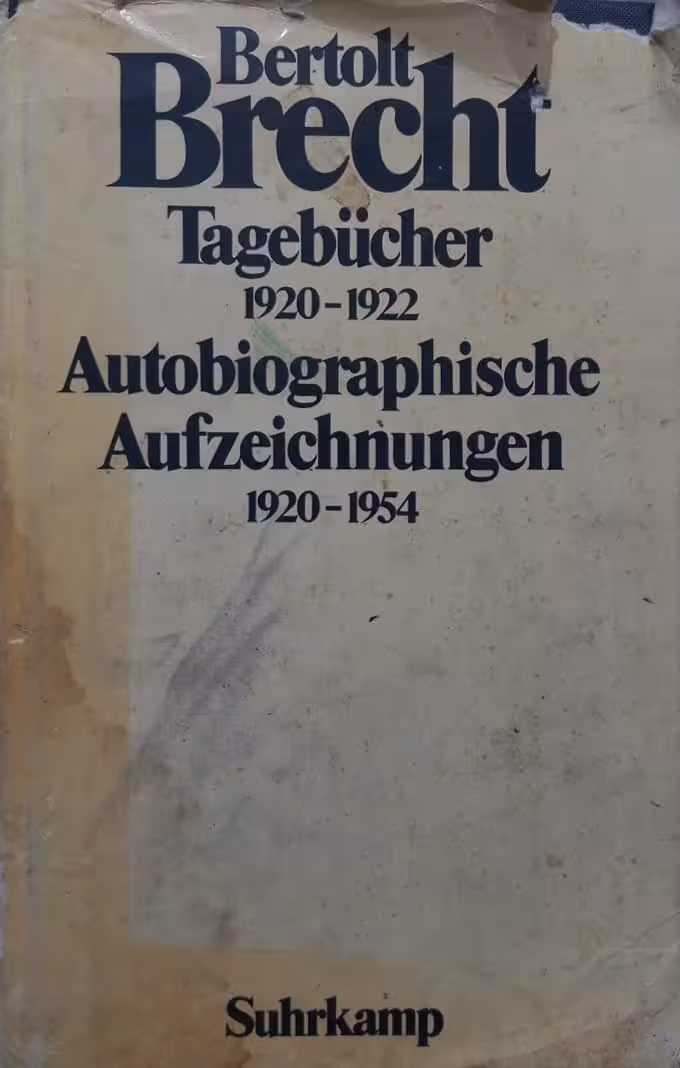 Bertolt
Brecht
Tagebücher
1920–1922
Autobiographische
Aufzeichnungen
1920–1954
Suhrkamp